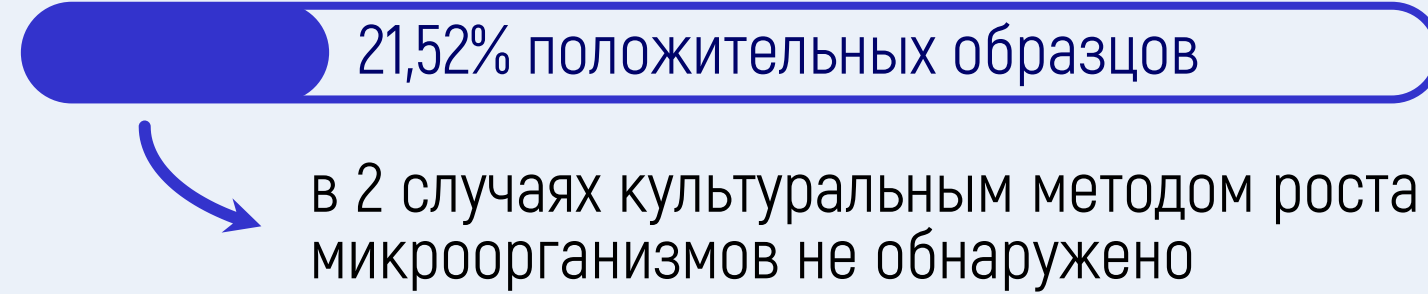 21,52% положительных образцов
в 2 случаях культуральным методом роста
микроорганизмов не обнаружено